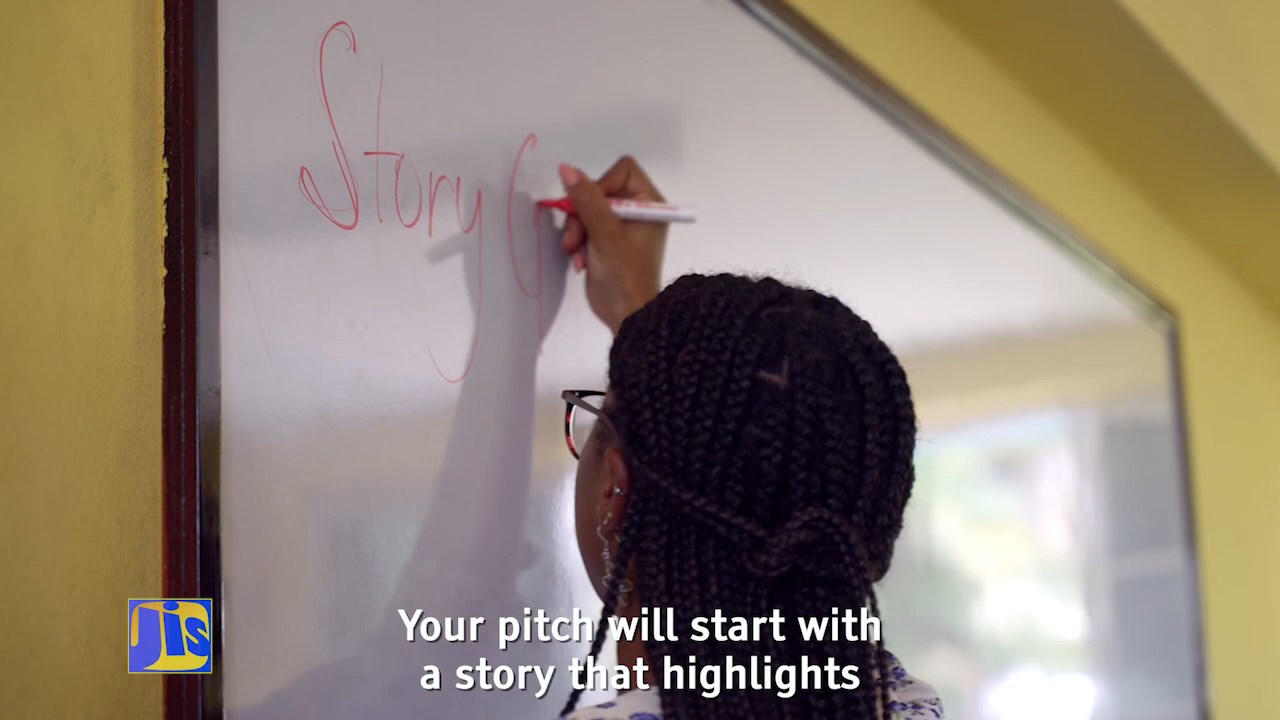 Story G
jis
Your pitch will start with
a story that highlights